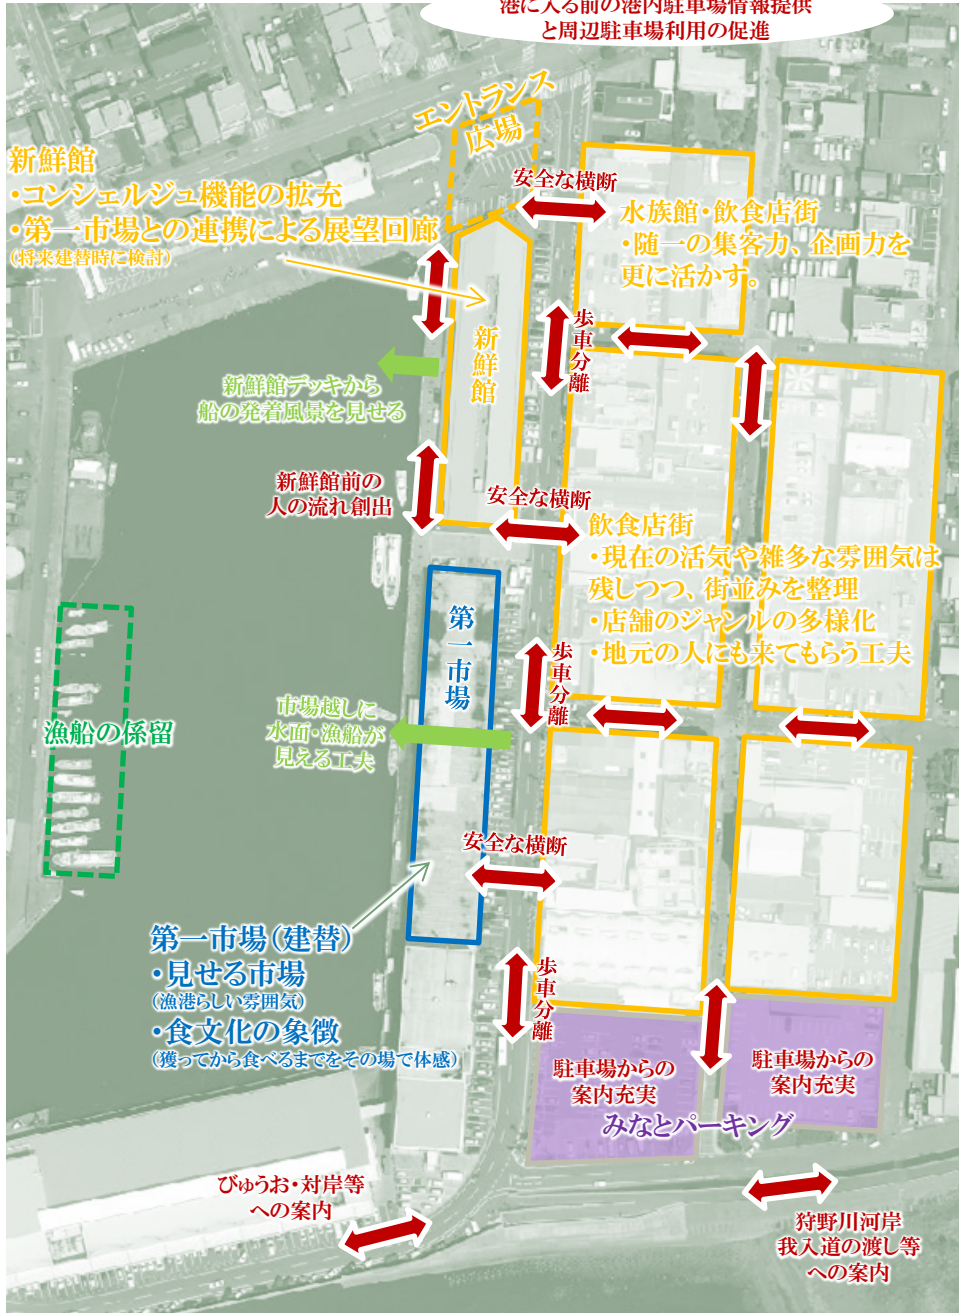 港に入る前の港内駐車場情報提供
と周辺駐車場利用の促進
エントランス
広場
新鮮館
・コンシェルジュ機能の拡充
・第一市場との連携による展望回廊
（将来建替時に検討）
安全な横断
水族館・飲食店街
・随一の集客力、企画力を
更に活かす。
歩車分離
新鮮館
新鮮館デッキから
船の発着風景を見せる
新鮮館前の
人の流れ創出
安全な横断
飲食店街
・現在の活気や雑多な雰囲気は
残しつつ、街並みを整理
・店舗のジャンルの多様化
・地元の人にも来てもらう工夫
第一市場
歩車分離
漁船の係留
市場越しに
水面・漁船が
見える工夫
安全な横断
第一市場（建替）
・見せる市場
（漁港らしい雰囲気）
・食文化の象徴
（獲ってから食べるまでをその場で体感）
歩車分離
駐車場からの
案内充実
駐車場からの
案内充実
みなとパーキング
びゅうお・対岸等
への案内
狩野川河岸
我入道の渡し等
への案内